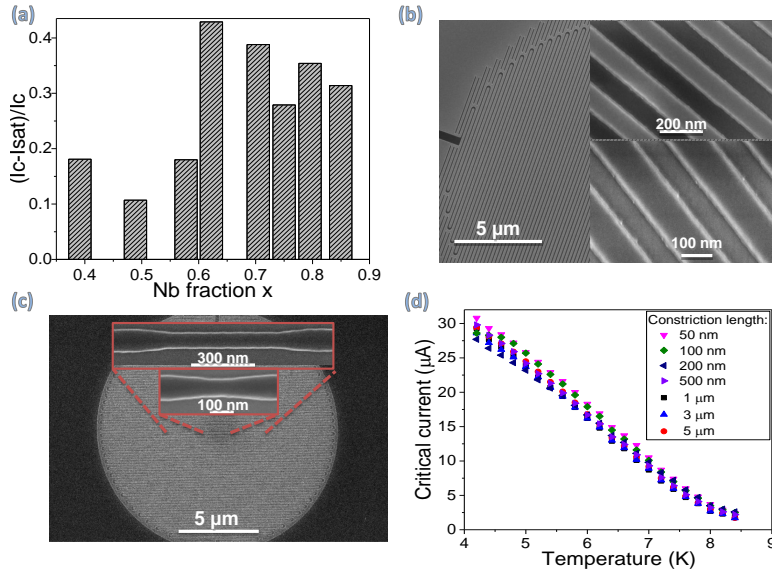 (a)
(Ic-Isat)/Ic
0.4
0.3
0.2
0.1
0.0
0.4 0.5 0.6 0.7 0.8 0.9
Nb fraction x
(b)
5 µm
200 nm
100 nm
(c)
300 nm
100 nm
5 µm
(d)
Critical current (µA)
30
25
20
15
10
5
0
4 5 6 7 8 9
Temperature (K)
Constriction length:
50 nm
100 nm
200 nm
500 nm
1 µm
3 µm
5 µm